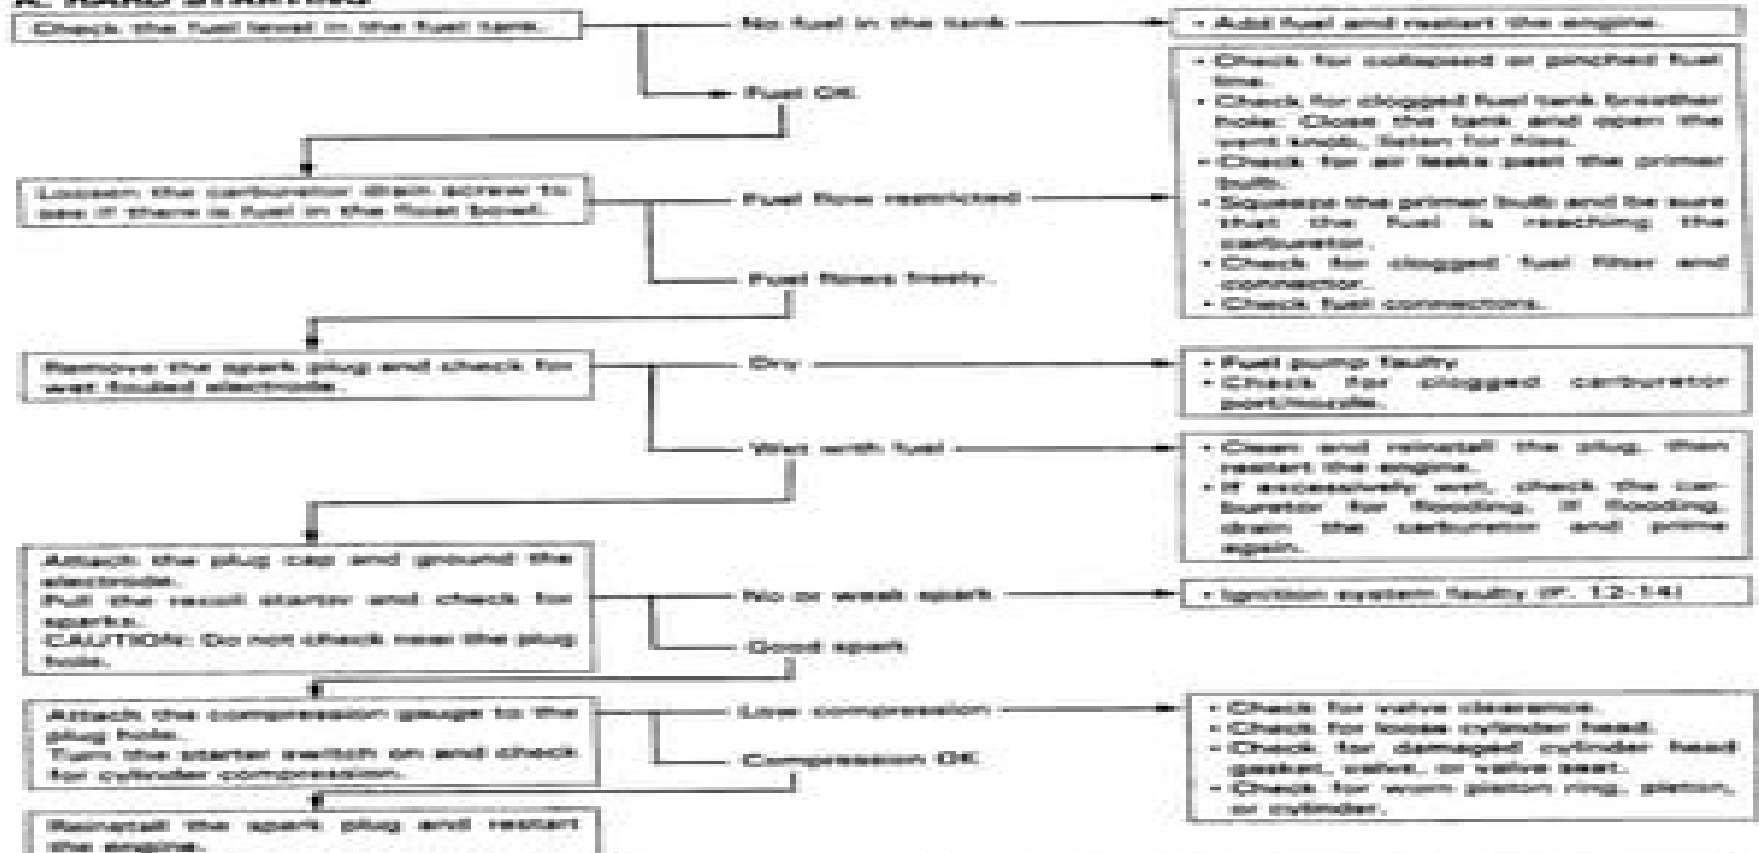 HARD STARTING
Check the fuel level in the fuel tank.
No fuel in the tank
• Add fuel and restart the engine.
Fuel OK
Loosen the carburetor drain screw to
see if there is fuel in the float bowl.
Fuel flow restricted
• Check for collapsed or pinched fuel
line.
• Check for clogged fuel tank breather
hole. Close the tank and open the
vent knob, listen for hiss.
• Check for air leaks past the primer
bulb.
• Squeeze the primer bulb and be sure
that the fuel is reaching the
carburetor.
• Check for clogged fuel filter and
connector.
• Check fuel connectors.
Fuel flows freely.
Remove the spark plug and check for
wet fouled electrode.
Dry
• Fuel pump faulty
• Check for clogged carburetor
port/nozzle.
Wet with fuel
• Clean and reinstall the plug, then
restart the engine.
• If excessively wet, check the car-
buretor for flooding. If flooding,
drain the carburetor and prime
again.
Attach the plug cap and ground the
electrode.
Pull the recoil starter and check for
sparks.
CAUTION: Do not check near the plug
hole.
No or weak spark
• Ignition system faulty (P. 12-14)
Good spark
Attach the compression gauge to the
plug hole.
Turn the starter switch on and check
for cylinder compression.
Low compression
• Check for valve clearance.
• Check for loose cylinder head.
• Check for damaged cylinder head
gasket, valve, or valve seat.
• Check for worn piston ring, piston,
or cylinder.
Compression OK
Reinstall the spark plug and restart
the engine.